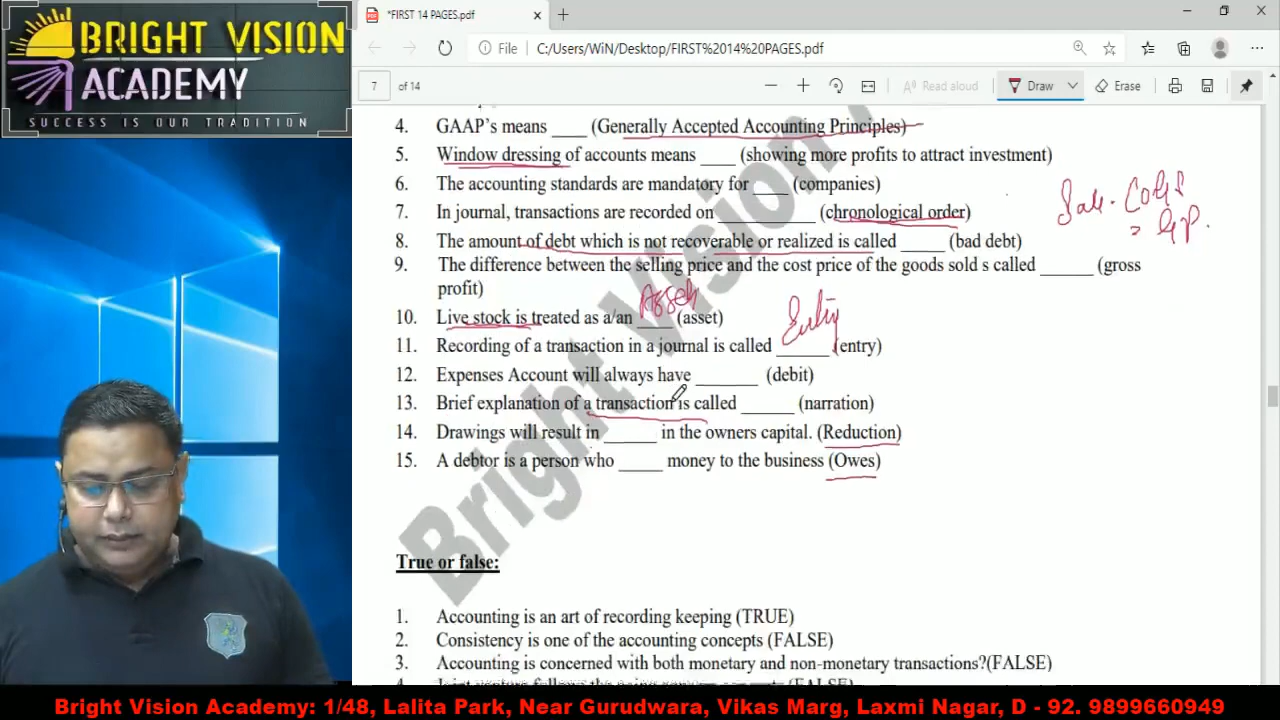 BRIGHT VISION
ACADEMY
SUCCESS IS OUR TRADITION
*FIRST 14 PAGES.pdf
File C:/Users/WiN/Desktop/FIRST%2014%20PAGES.pdf
7 of 14
Read aloud
Draw
Erase
4. GAAP's means ____ (Generally Accepted Accounting Principles)
5. Window dressing of accounts means ____ (showing more profits to attract investment)
6. The accounting standards are mandatory for ____ (companies)
7. In journal, transactions are recorded on __________ (chronological order)
8. The amount of debt which is not recoverable or realized is called _____ (bad debt)
9. The difference between the selling price and the cost price of the goods sold s called ______ (gross
profit)
10. Live stock is treated as a/an ____ (asset)
11. Recording of a transaction in a journal is called ______ (entry)
12. Expenses Account will always have _______ (debit)
13. Brief explanation of a transaction is called ______ (narration)
14. Drawings will result in ______ in the owners capital. (Reduction)
15. A debtor is a person who _____ money to the business (Owes)
Sale - COGS
= GP.
Asset
Entry
Bright Vision
True or false:
1. Accounting is an art of recording keeping (TRUE)
2. Consistency is one of the accounting concepts (FALSE)
3. Accounting is concerned with both monetary and non-monetary transactions?(FALSE)
Bright Vision Academy: 1/48, Lalita Park, Near Gurudwara, Vikas Marg, Laxmi Nagar, D - 92. 9899660949